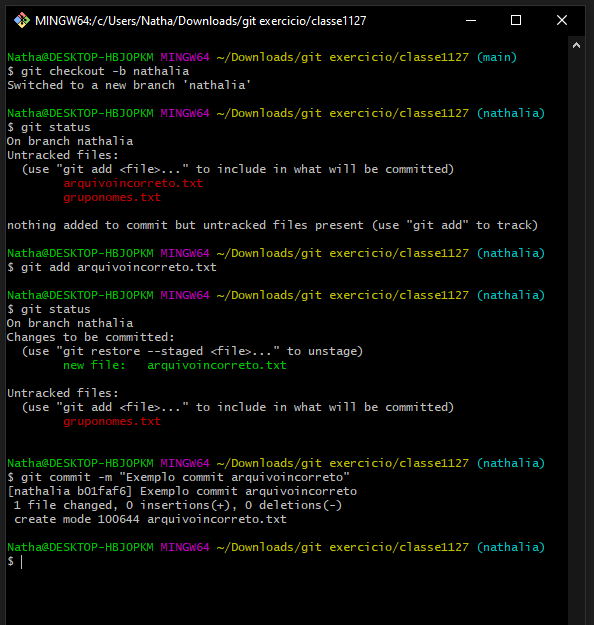 MINGW64:/c/Users/Natha/Downloads/git exercicio/classe1127
Natha@DESKTOP-HBJOPKM MINGW64 ~/Downloads/git exercicio/classe1127 (main)
$ git checkout -b nathalia
Switched to a new branch 'nathalia'
Natha@DESKTOP-HBJOPKM MINGW64 ~/Downloads/git exercicio/classe1127 (nathalia)
$ git status
On branch nathalia
Untracked files:
  (use "git add <file>..." to include in what will be committed)
        arquivoincorreto.txt
        gruponomes.txt
nothing added to commit but untracked files present (use "git add" to track)
Natha@DESKTOP-HBJOPKM MINGW64 ~/Downloads/git exercicio/classe1127 (nathalia)
$ git add arquivoincorreto.txt
Natha@DESKTOP-HBJOPKM MINGW64 ~/Downloads/git exercicio/classe1127 (nathalia)
$ git status
On branch nathalia
Changes to be committed:
  (use "git restore --staged <file>..." to unstage)
        new file:   arquivoincorreto.txt
Untracked files:
  (use "git add <file>..." to include in what will be committed)
        gruponomes.txt
Natha@DESKTOP-HBJOPKM MINGW64 ~/Downloads/git exercicio/classe1127 (nathalia)
$ git commit -m "Exemplo commit arquivoincorreto"
[nathalia b01faf6] Exemplo commit arquivoincorreto
 1 file changed, 0 insertions(+), 0 deletions(-)
 create mode 100644 arquivoincorreto.txt
Natha@DESKTOP-HBJOPKM MINGW64 ~/Downloads/git exercicio/classe1127 (nathalia)
$